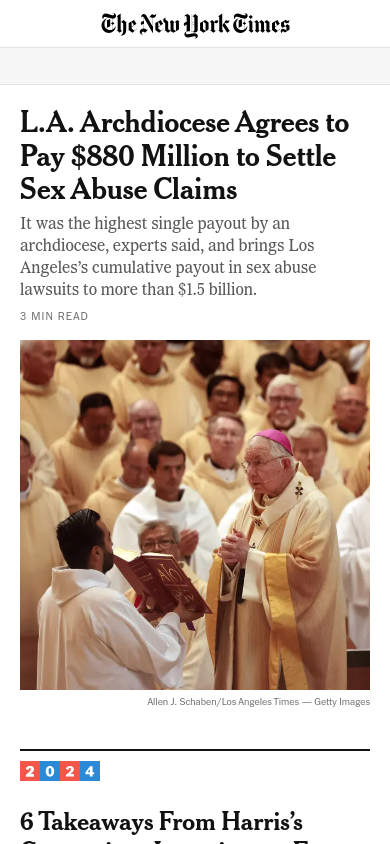 The New York Times
L.A. Archdiocese Agrees to
Pay $880 Million to Settle
Sex Abuse Claims
It was the highest single payout by an
archdiocese, experts said, and brings Los
Angeles’s cumulative payout in sex abuse
lawsuits to more than $1.5 billion.
3 MIN READ
Allen J. Schaben/Los Angeles Times — Getty Images
2024
6 Takeaways From Harris’s